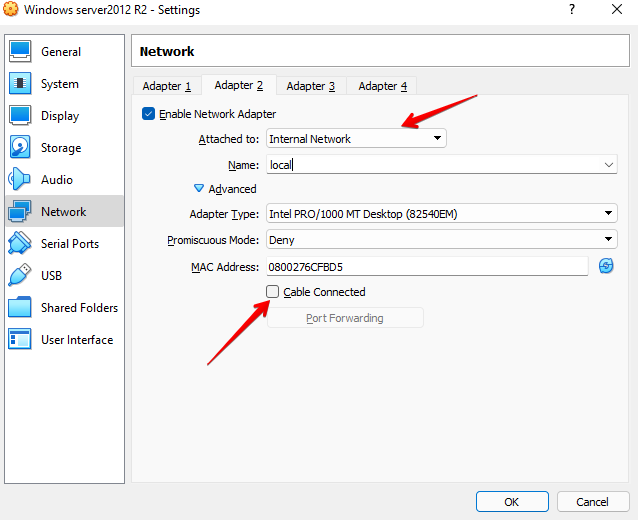 Windows server2012 R2 - Settings
?
General
System
Display
Storage
Audio
Network
Serial Ports
USB
Shared Folders
User Interface
Network
Adapter 1 Adapter 2 Adapter 3 Adapter 4
Enable Network Adapter
Attached to: Internal Network
Name: local
Advanced
Adapter Type: Intel PRO/1000 MT Desktop (82540EM)
Promiscuous Mode: Deny
MAC Address: 0800276CFBD5
Cable Connected
Port Forwarding
OK Cancel